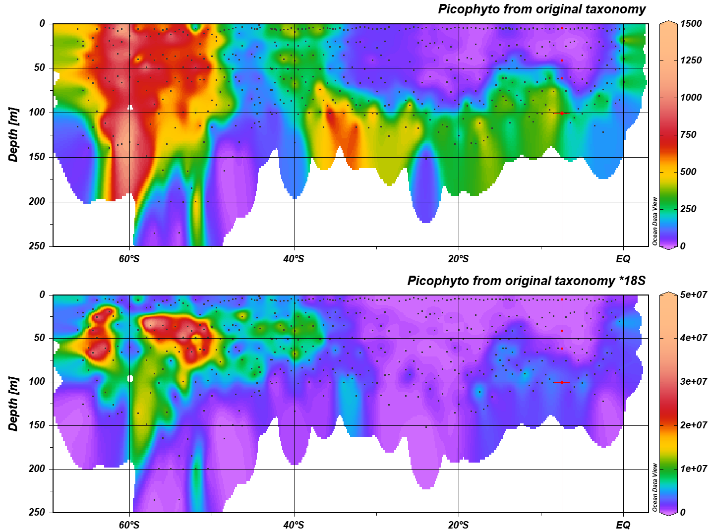 Picophyto from original taxonomy
Depth [m]
0
50
100
150
200
250
60°S
40°S
20°S
EQ
1500
1250
1000
750
500
250
0
Ocean Data View
Picophyto from original taxonomy *18S
Depth [m]
0
50
100
150
200
250
60°S
40°S
20°S
EQ
5e+07
4e+07
3e+07
2e+07
1e+07
0
Ocean Data View